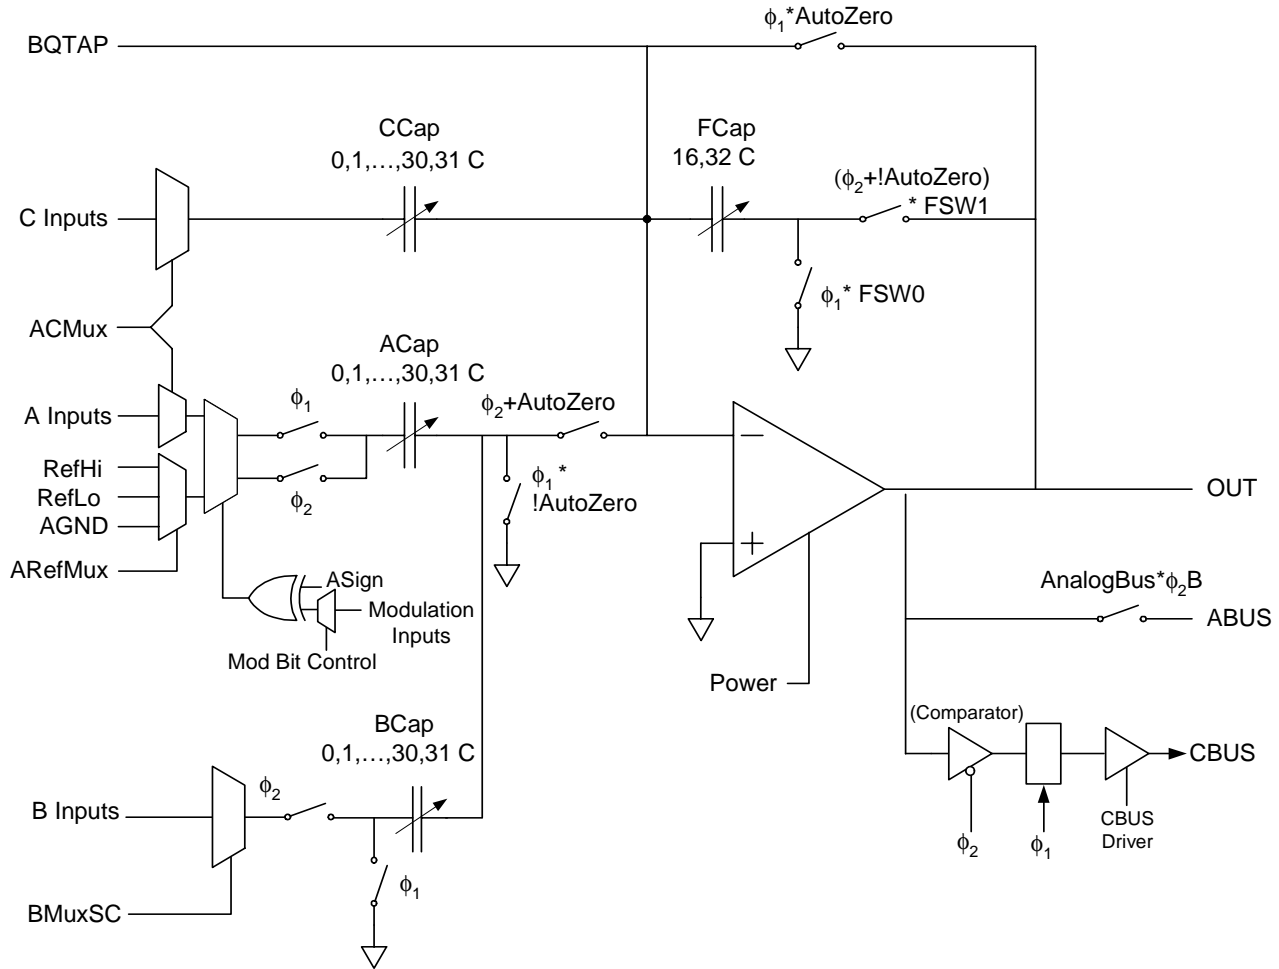 ϕ1*AutoZero
BQTAP
CCap
0,1,…,30,31 C
FCap
16,32 C
(ϕ2+!AutoZero)
* FSW1
C Inputs
ϕ1* FSW0
ACMux
ACap
0,1,…,30,31 C
A Inputs
ϕ1
ϕ2+AutoZero
RefHi
RefLo
AGND
ϕ2
ϕ1*
!AutoZero
OUT
ARefMux
ASign
Modulation
Inputs
Mod Bit Control
AnalogBus*ϕ2B
ABUS
Power
(Comparator)
BCap
0,1,…,30,31 C
CBUS
B Inputs
ϕ2
CBUS
Driver
ϕ2
ϕ1
ϕ1
BMuxSC